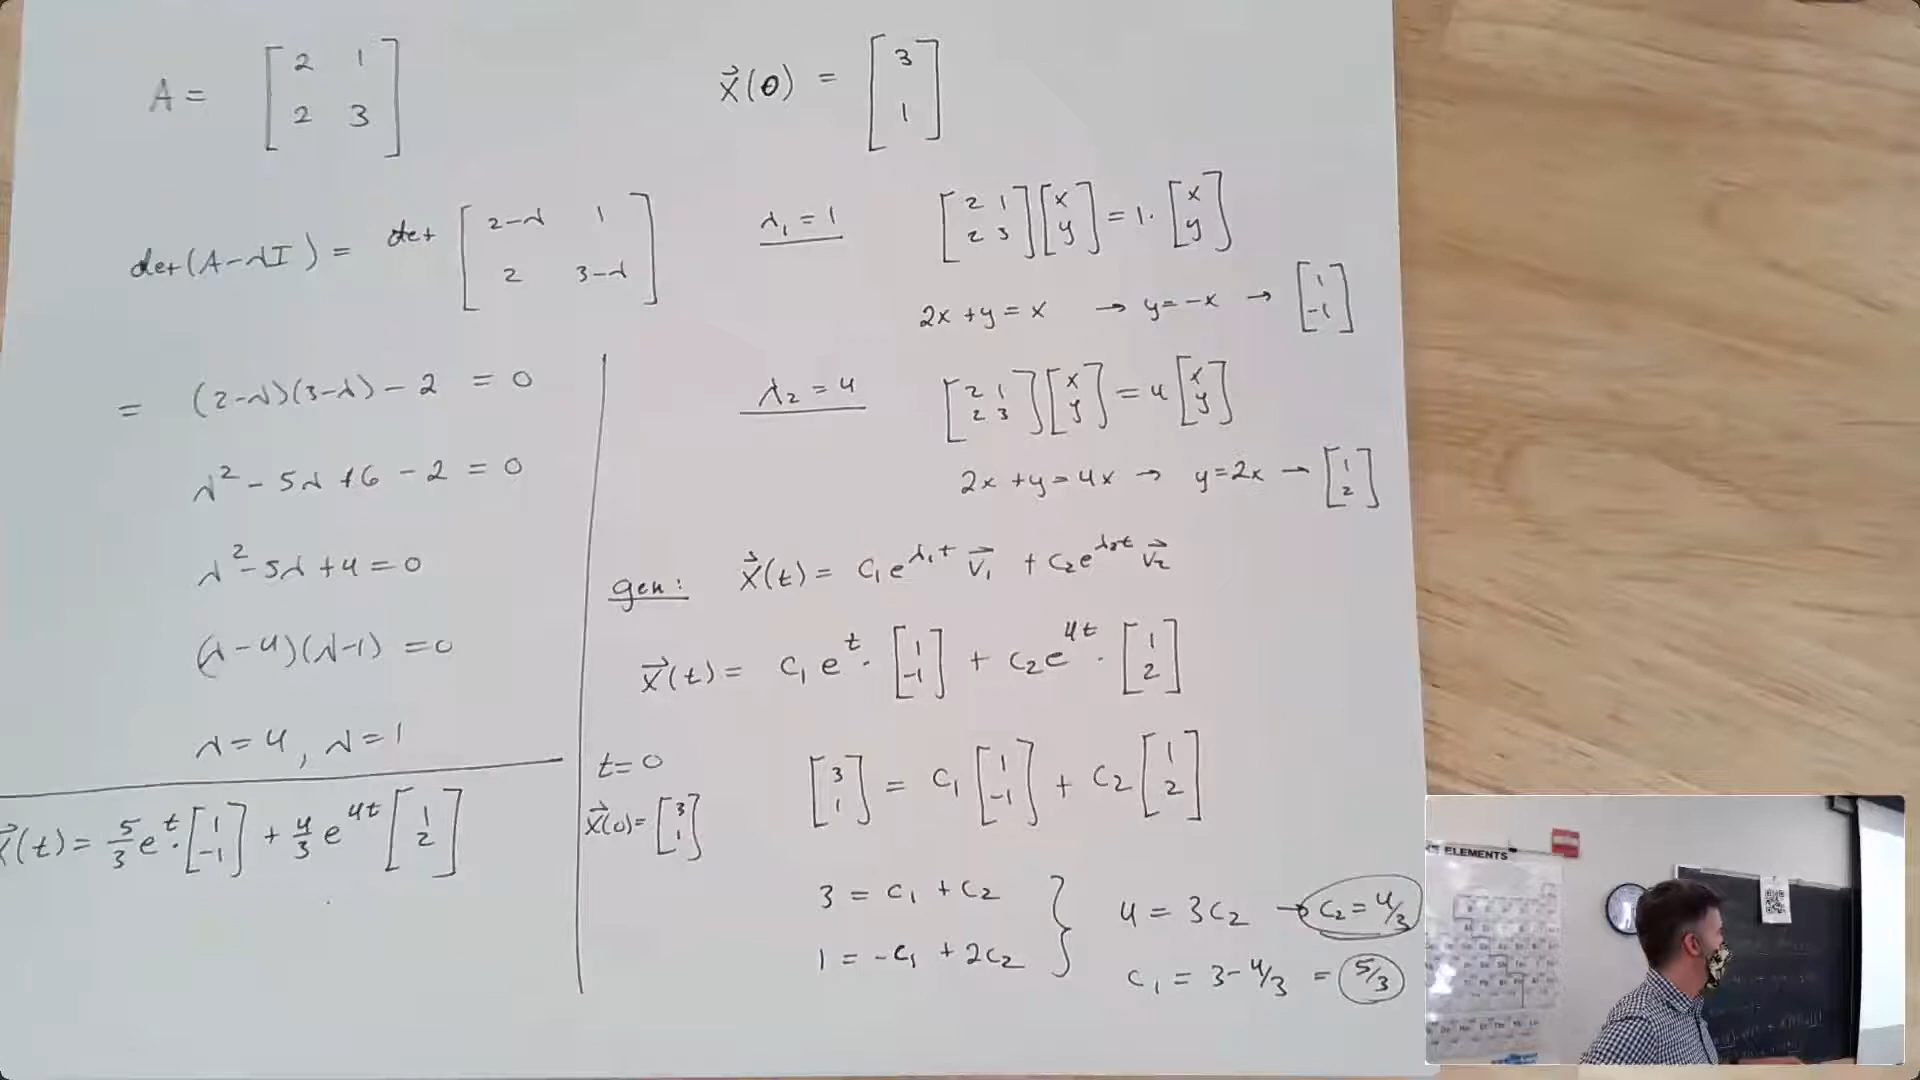 A = [2 1; 2 3]
x⃗(0) = [3; 1]
det(A-λI) = det [2-λ 1; 2 3-λ]
= (2-λ)(3-λ) - 2 = 0
λ² - 5λ + 6 - 2 = 0
λ² - 5λ + 4 = 0
(λ-4)(λ-1) = 0
λ = 4, λ = 1
λ₁ = 1 [2 1; 2 3][x; y] = 1·[x; y]
2x + y = x → y = -x → [1; -1]
λ₂ = 4 [2 1; 2 3][x; y] = 4[x; y]
2x + y = 4x → y = 2x → [1; 2]
gen: x⃗(t) = c₁e^{λ₁t} v⃗₁ + c₂e^{λ₂t} v⃗₂
x⃗(t) = c₁e^t · [1; -1] + c₂e^{4t} · [1; 2]
t = 0
x⃗(0) = [3; 1]
[3; 1] = c₁[1; -1] + c₂[1; 2]
3 = c₁ + c₂
1 = -c₁ + 2c₂
} 4 = 3c₂ → c₂ = 4/3
c₁ = 3 - 4/3 = 5/3
x⃗(t) = 5/3 e^t · [1; -1] + 4/3 e^{4t} [1; 2]
ELEMENTS